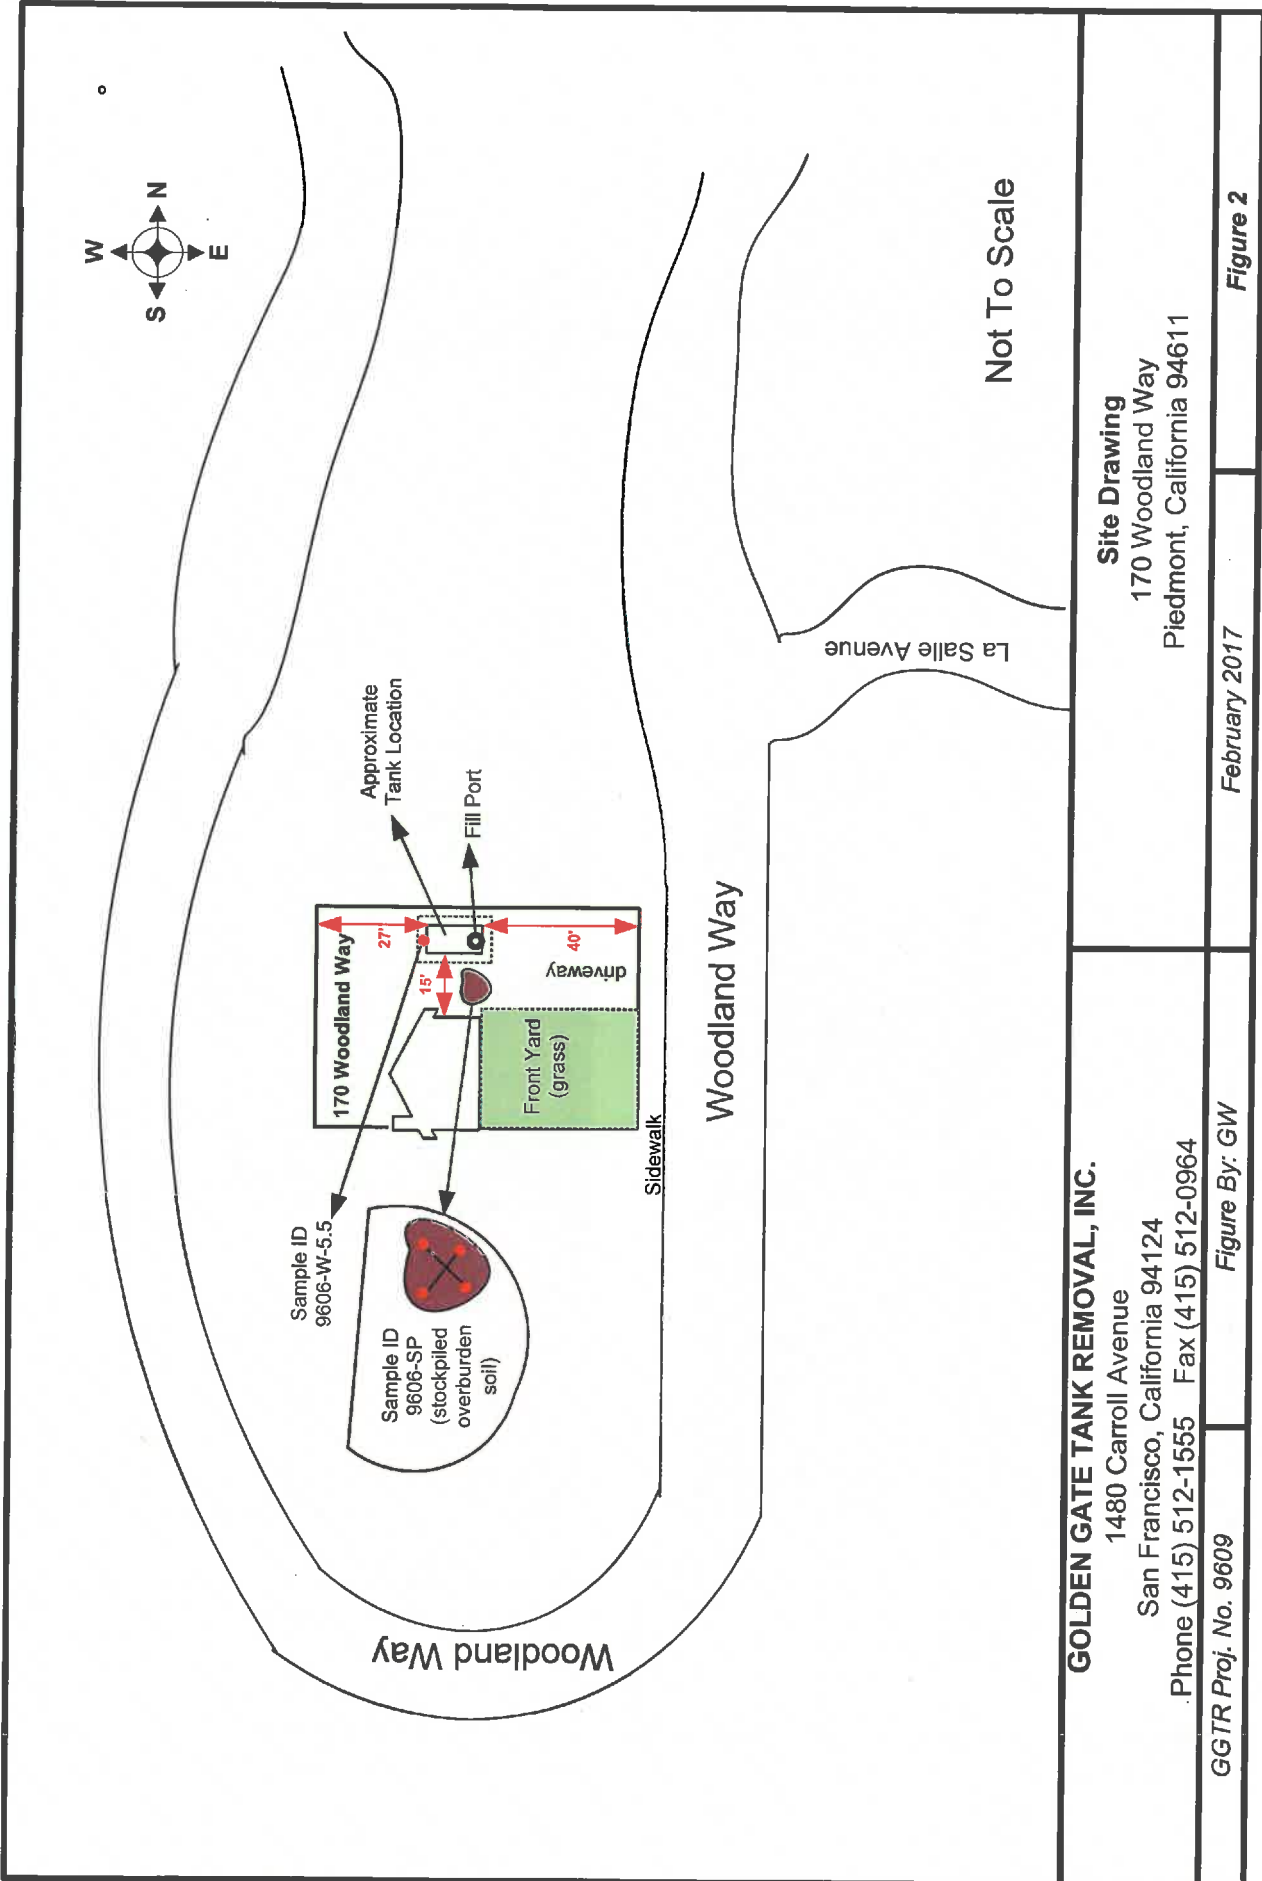 W
S
N
E
Approximate
Tank Location
Fill Port
170 Woodland Way
27'
15'
40'
driveway
Front Yard
(grass)
Sample ID
9606-W-5.5
Sample ID
9606-SP
(stockpiled
overburden
soil)
Sidewalk
Woodland Way
Woodland Way
La Salle Avenue
Not To Scale
GOLDEN GATE TANK REMOVAL, INC.
1480 Carroll Avenue
San Francisco, California 94124
Phone (415) 512-1555 Fax (415) 512-0964
Site Drawing
170 Woodland Way
Piedmont, California 94611
GGTR Proj. No. 9609
Figure By: GW
February 2017
Figure 2